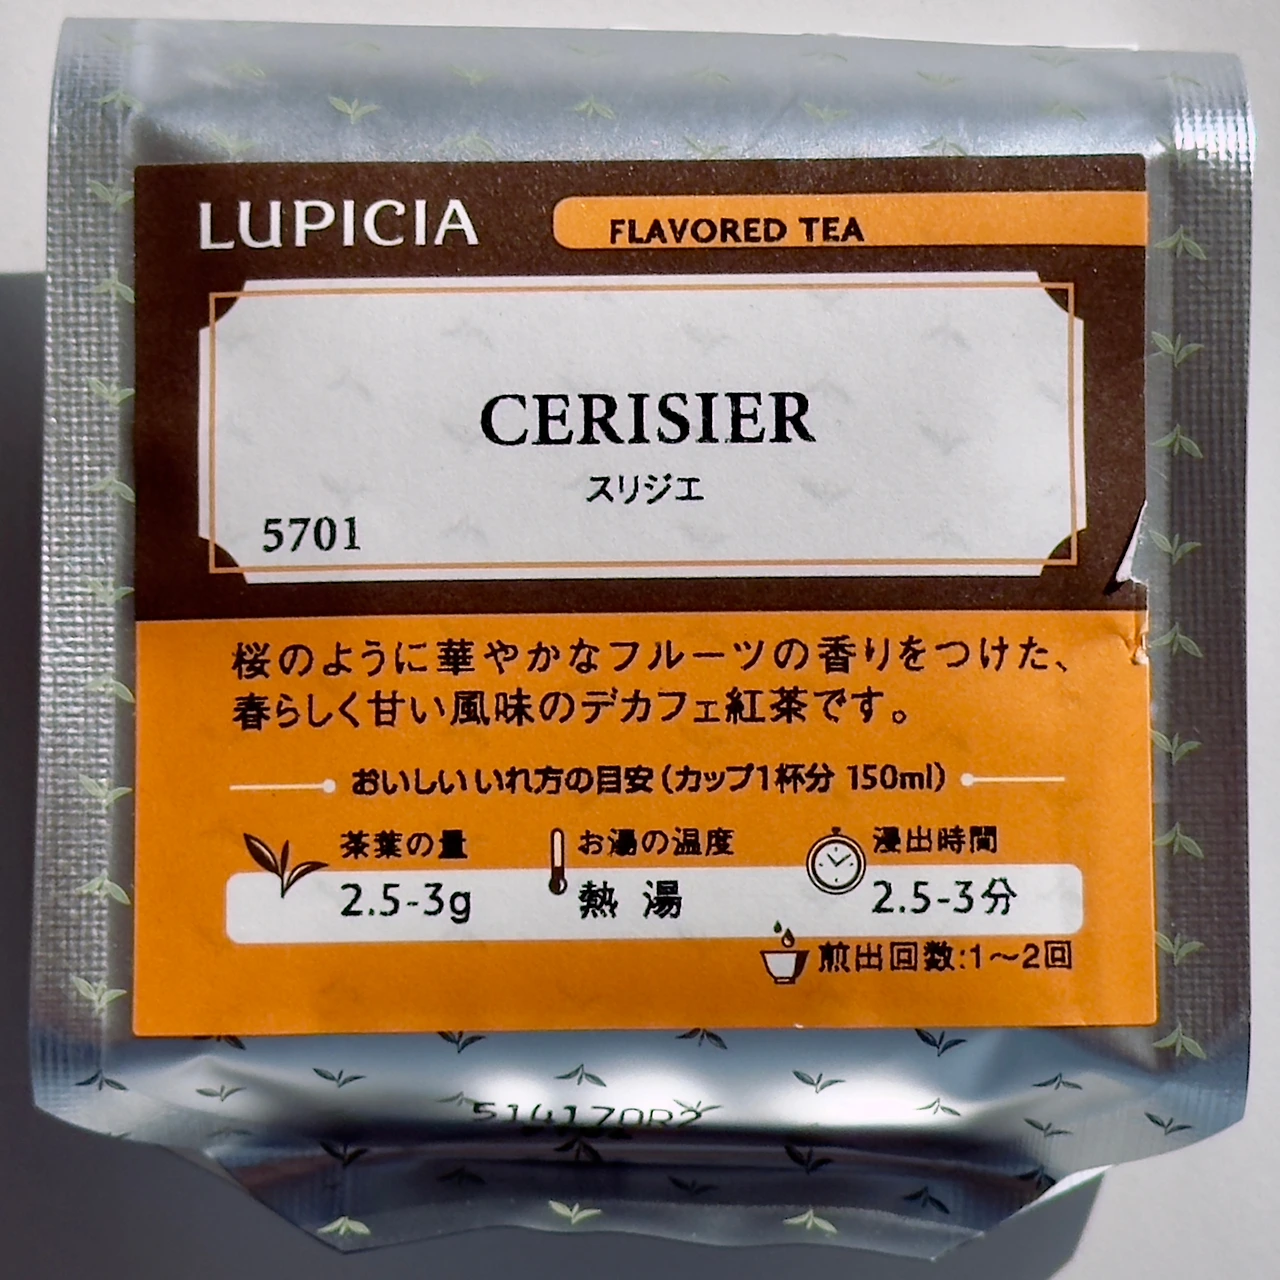 LUPICIA
FLAVORED TEA
CERISIER
スリジエ
5701
桜のように華やかなフルーツの香りをつけた、
春らしく甘い風味のデカフェ紅茶です。
おいしいいれ方の目安(カップ1杯分 150ml)
茶葉の量 お湯の温度 浸出時間
2.5-3g 熱湯 2.5-3分
煎出回数:1〜2回